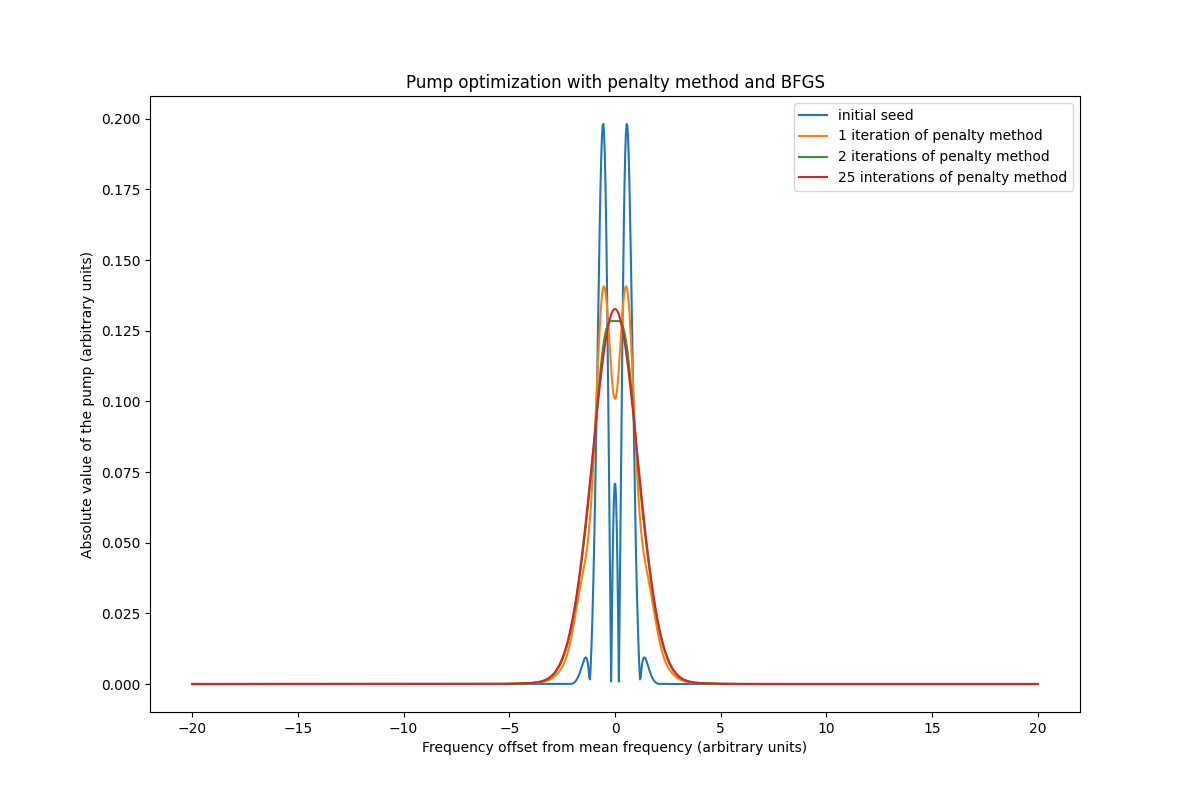 Pump optimization with penalty method and BFGS
initial seed
1 iteration of penalty method
2 iterations of penalty method
25 interations of penalty method
Absolute value of the pump (arbitrary units)
0.200
0.175
0.150
0.125
0.100
0.075
0.050
0.025
0.000
−20
−15
−10
−5
0
5
10
15
20
Frequency offset from mean frequency (arbitrary units)